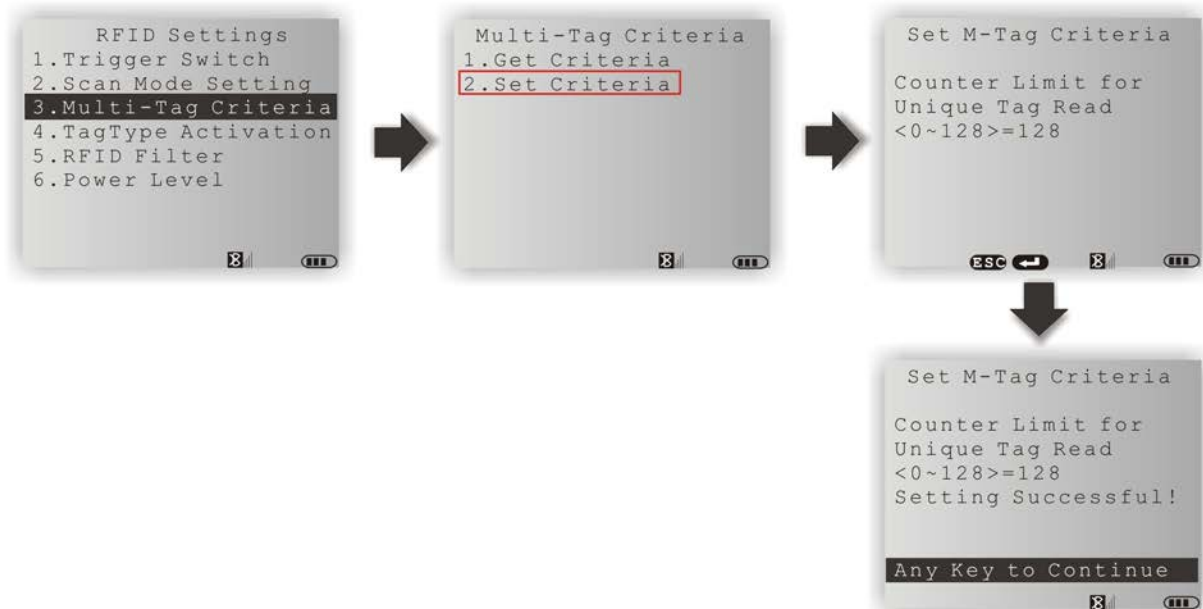 RFID Settings
1.Trigger Switch
2.Scan Mode Setting
3.Multi-Tag Criteria
4.TagType Activation
5.RFID Filter
6.Power Level
Multi-Tag Criteria
1.Get Criteria
2.Set Criteria
Set M-Tag Criteria
Counter Limit for
Unique Tag Read
<0~128>=128
ESC
Set M-Tag Criteria
Counter Limit for
Unique Tag Read
<0~128>=128
Setting Successful!
Any Key to Continue